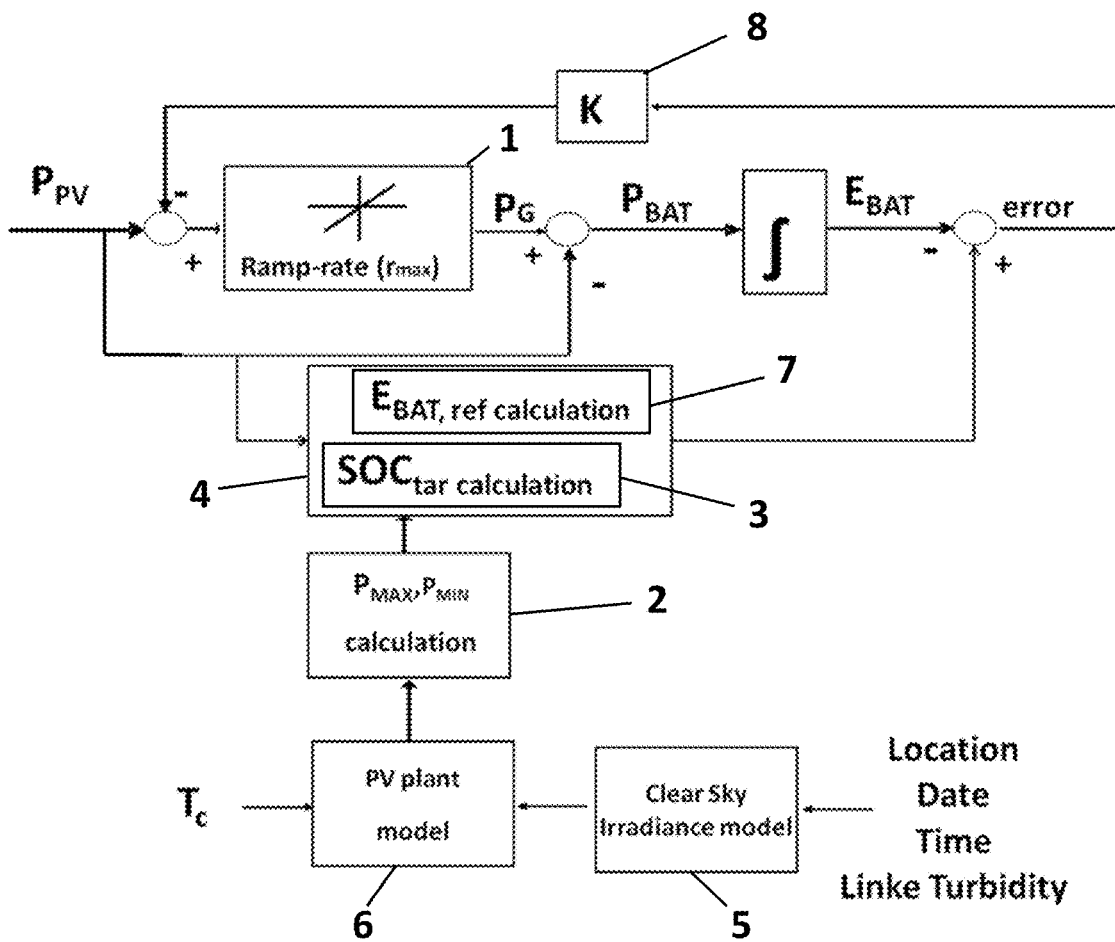 8
K
1
P_PV
-
+
Ramp-rate (r_max)
P_G
+
-
P_BAT
∫
E_BAT
-
+
error
7
E_BAT, ref calculation
SOC_tar calculation
4
3
P_MAX, P_MIN
calculation
2
T_c
PV plant
model
6
Clear Sky
Irradiance model
5
Location
Date
Time
Linke Turbidity